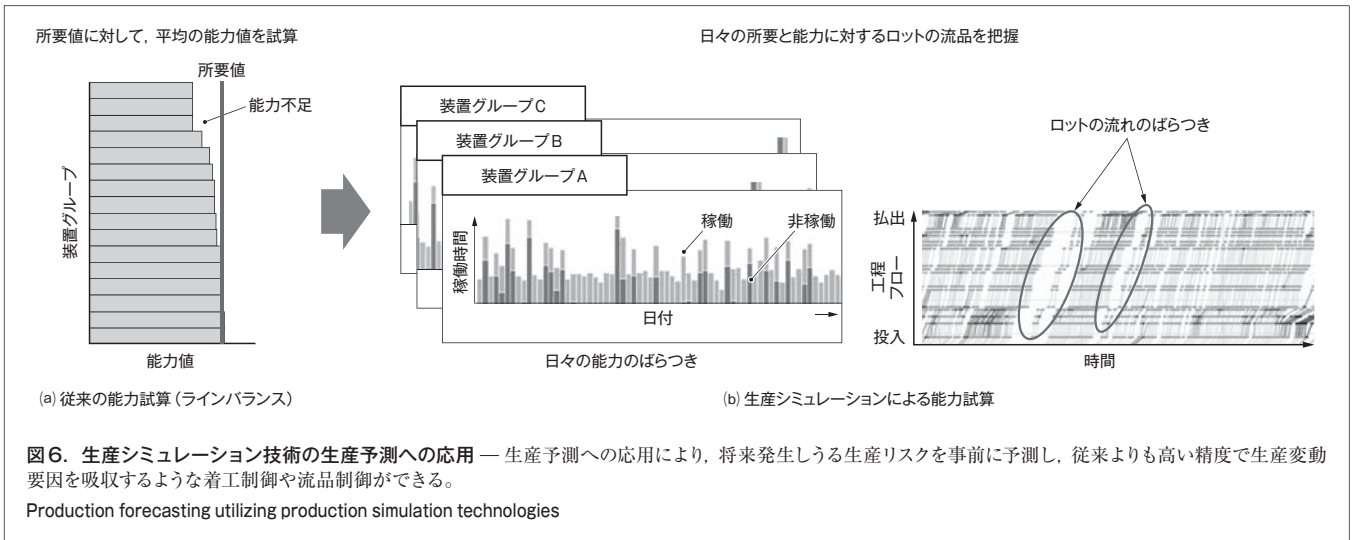 所要値に対して，平均の能力値を試算
所要値
能力不足
装置グループ
能力値
(a) 従来の能力試算（ラインバランス）
日々の所要と能力に対するロットの流品を把握
装置グループC
装置グループB
装置グループA
稼働
非稼働
稼働時間
日付
日々の能力のばらつき
ロットの流れのばらつき
払出
工程
フロー
投入
時間
(b) 生産シミュレーションによる能力試算
図6．生産シミュレーション技術の生産予測への応用 — 生産予測への応用により，将来発生しうる生産リスクを事前に予測し，従来よりも高い精度で生産変動
要因を吸収するような着工制御や流品制御ができる。
Production forecasting utilizing production simulation technologies